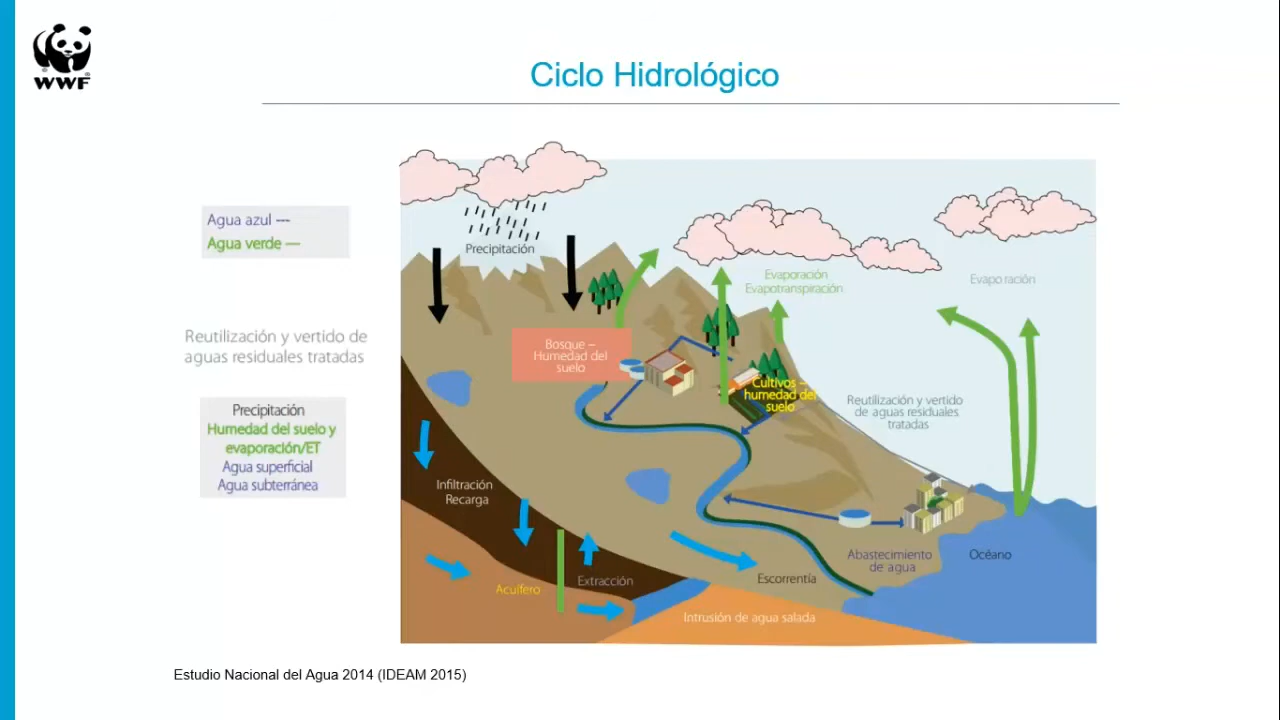 WWF
Ciclo Hidrológico
Agua azul ---
Agua verde —
Reutilización y vertido de
aguas residuales tratadas
Precipitación
Humedad del suelo y
evaporación/ET
Agua superficial
Agua subterránea
Precipitación
Evaporación
Evapotranspiración
Evaporación
Bosque –
Humedad del
suelo
Cultivos –
humedad del
suelo
Reutilización y vertido
de aguas residuales
tratadas
Infiltración
Recarga
Acuífero
Extracción
Escorrentía
Abastecimiento
de agua
Océano
Intrusión de agua salada
Estudio Nacional del Agua 2014 (IDEAM 2015)